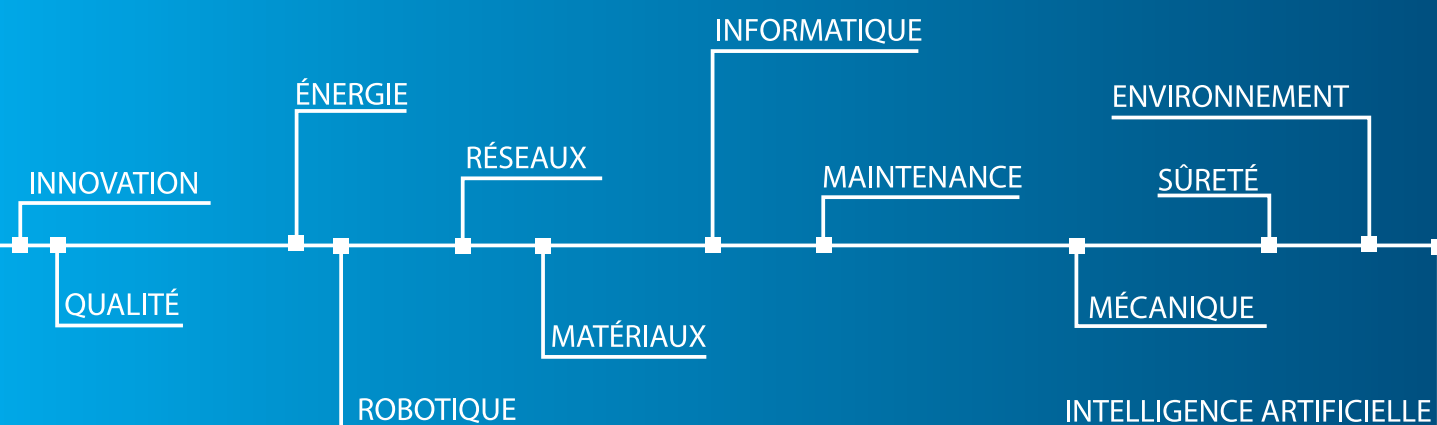 INFORMATIQUE
ÉNERGIE
ENVIRONNEMENT
RÉSEAUX
INNOVATION
MAINTENANCE
SÛRETÉ
QUALITÉ
MÉCANIQUE
MATÉRIAUX
ROBOTIQUE
INTELLIGENCE ARTIFICIELLE